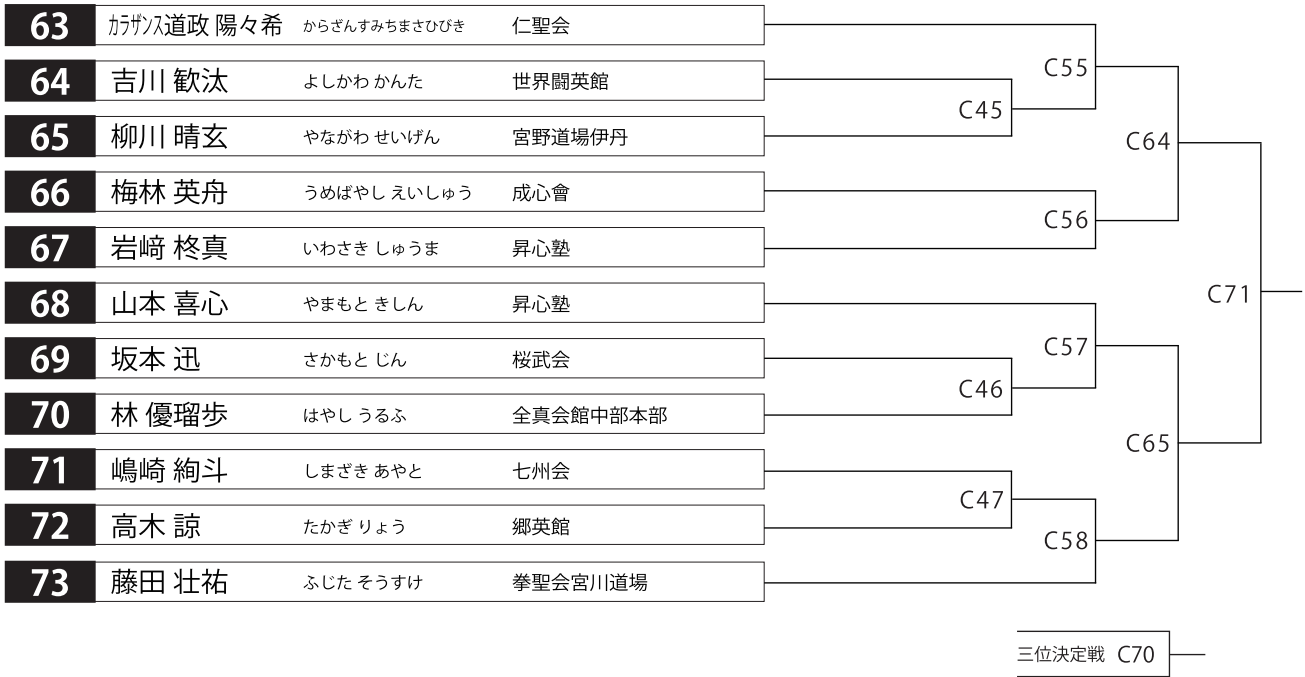 63 カラザンス道政 陽々希 からざんすみちまさひびき 仁聖会
64 吉川 歓汰 よしかわ かんた 世界闘英館
65 柳川 晴玄 やながわ せいげん 宮野道場伊丹
66 梅林 英舟 うめばやし えいしゅう 成心會
67 岩﨑 柊真 いわさき しゅうま 昇心塾
68 山本 喜心 やまもと きしん 昇心塾
69 坂本 迅 さかもと じん 桜武会
70 林 優瑠歩 はやし うるふ 全真会館中部本部
71 嶋崎 絢斗 しまざき あやと 七州会
72 高木 諒 たかぎ りょう 郷英館
73 藤田 壮祐 ふじた そうすけ 拳聖会宮川道場
C45
C46
C47
C55
C56
C57
C58
C64
C65
C71
三位決定戦 C70